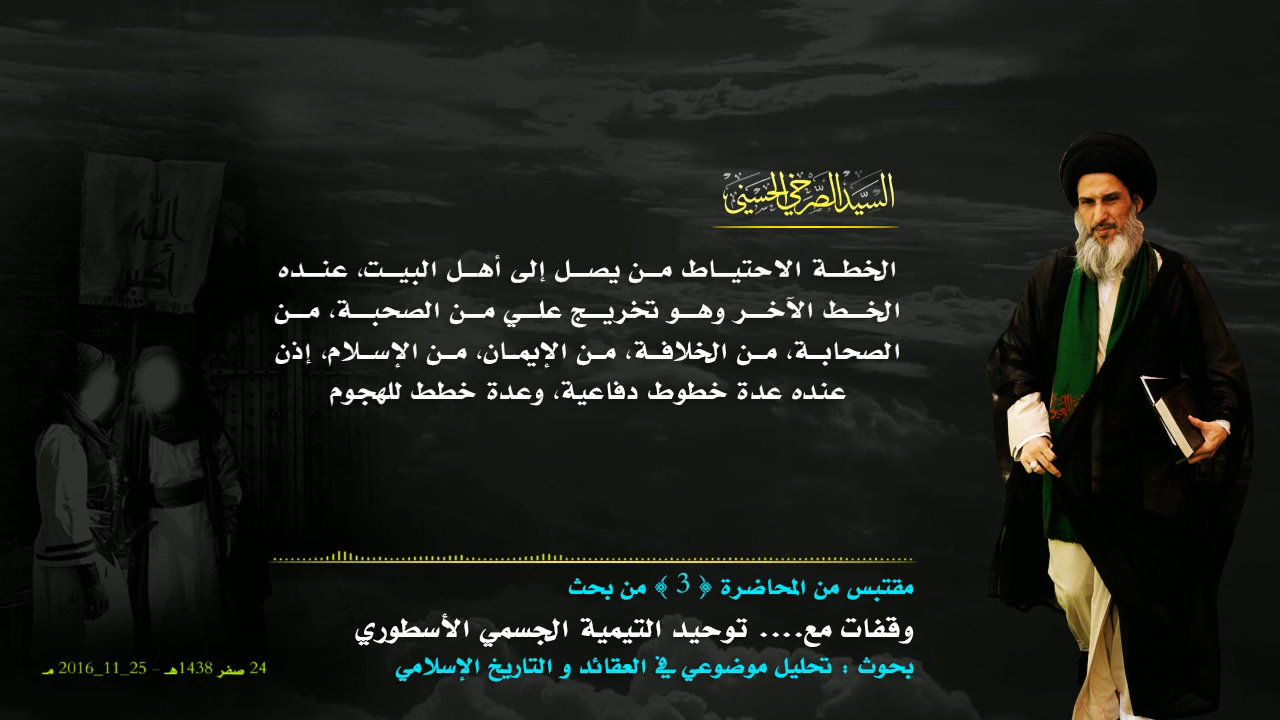 السيد الصرخي الحسني
الخطة الاحتياط من يصل إلى أهل البيت، عنده
الخط الآخر وهو تخريج علي من الصحبة، من
الصحابة، من الخلافة، من الإيمان، من الإسلام، إذن
عنده عدة خطوط دفاعية، وعدة خطط للهجوم
الله
أكبر
مقتبس من المحاضرة ﴿ 3 ﴾ من بحث
وقفات مع.... توحيد التيمية الجسمي الأسطوري
بحوث : تحليل موضوعي في العقائد و التاريخ الإسلامي
24 صفر 1438هـ – 25_11_2016 مـ